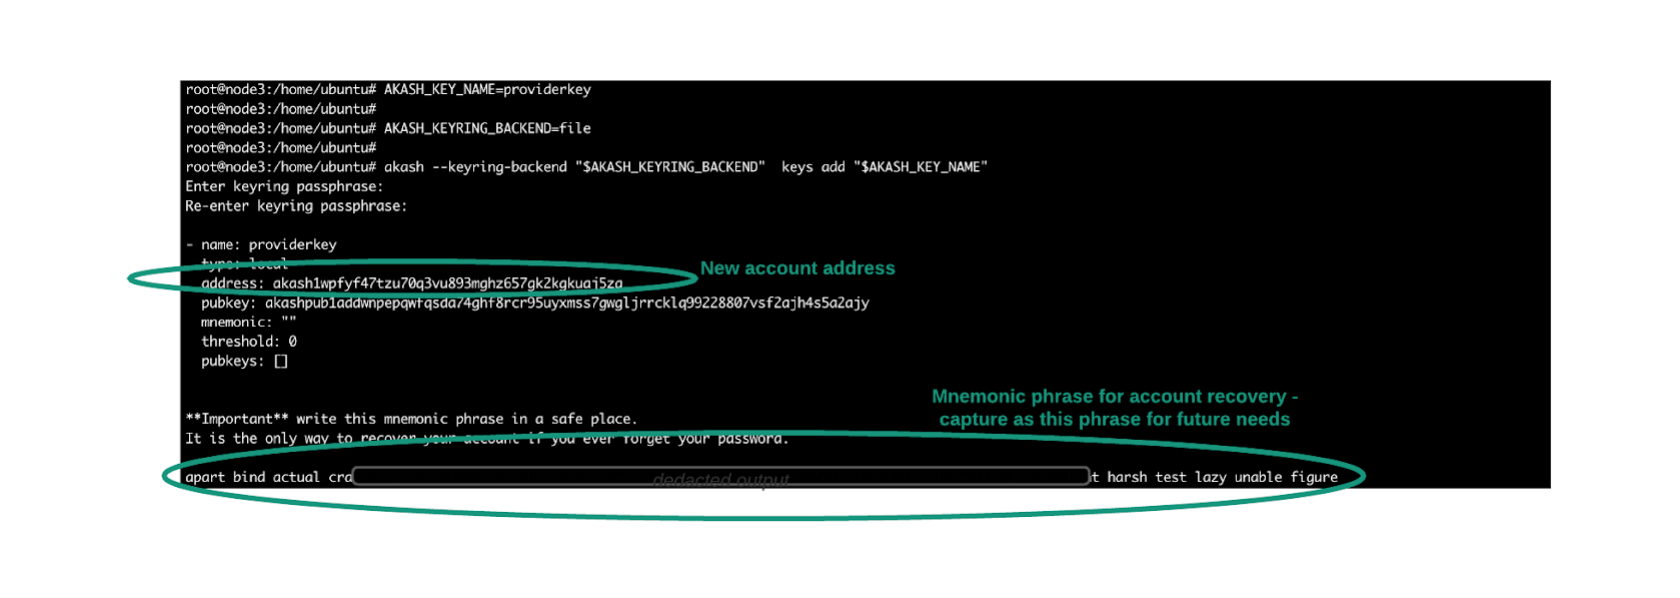 root@node3:/home/ubuntu# AKASH_KEY_NAME=providerkey
root@node3:/home/ubuntu#
root@node3:/home/ubuntu# AKASH_KEYRING_BACKEND=file
root@node3:/home/ubuntu#
root@node3:/home/ubuntu# akash --keyring-backend "$AKASH_KEYRING_BACKEND"  keys add "$AKASH_KEY_NAME"
Enter keyring passphrase:
Re-enter keyring passphrase:
- name: providerkey
type: local
New account address
address: akash1wpfyf47tzu70q3vu893mghz657gk2kgkuaj5za
pubkey: akashpub1addwnpepqwfqsda74ghf8rcr95uyxmss7gwgljrrcklq99228807vsf2ajh4s5a2ajy
mnemonic: ""
threshold: 0
pubkeys: []
Mnemonic phrase for account recovery -
capture as this phrase for future needs
**Important** write this mnemonic phrase in a safe place.
It is the only way to recover your account if you ever forget your password.
apart bind actual cra dedacted output t harsh test lazy unable figure